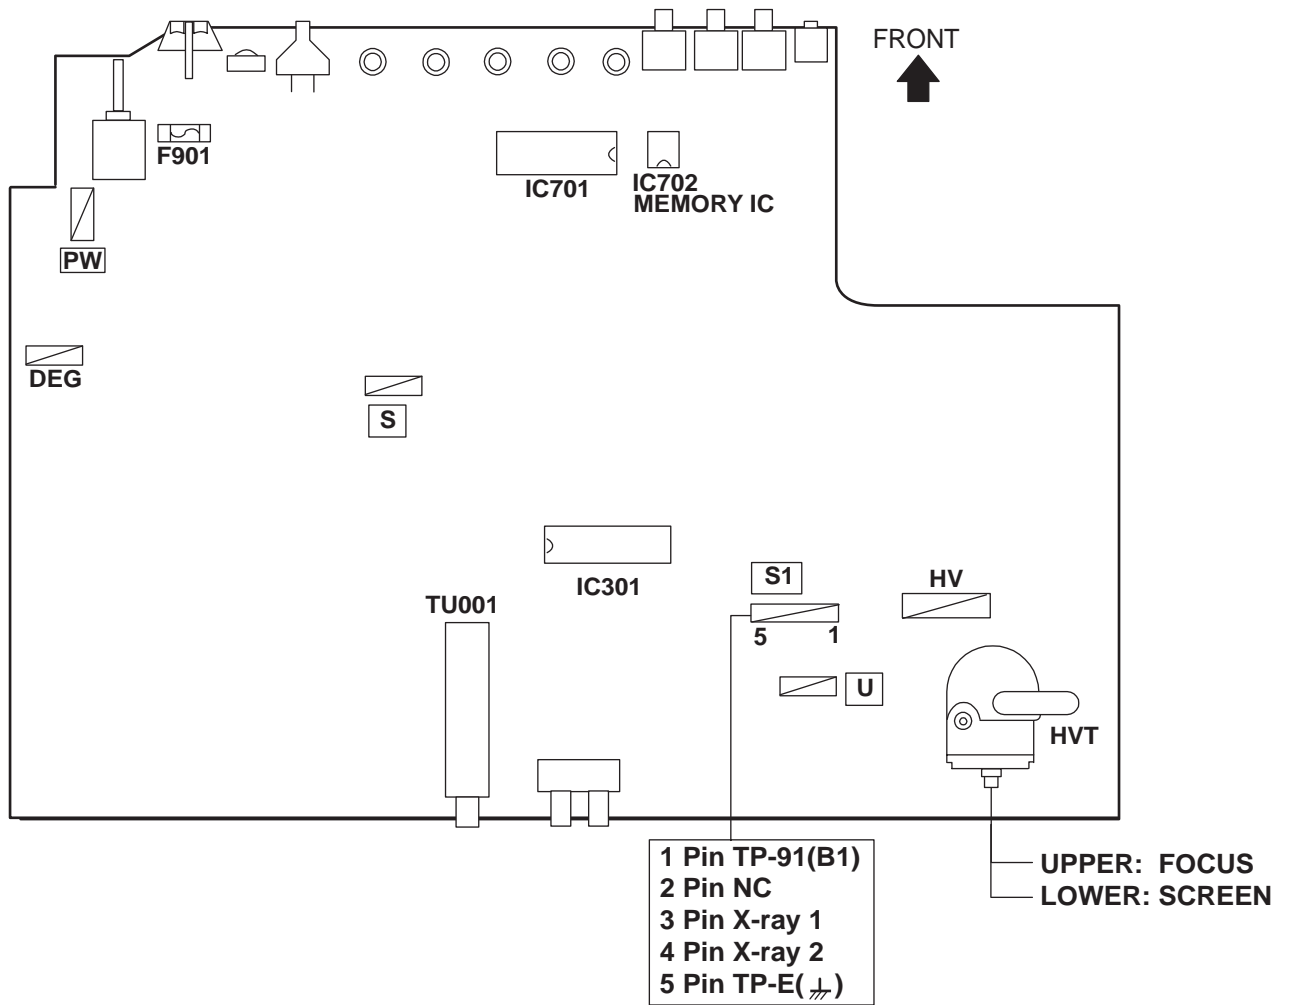 FRONT
F901
IC701
IC702
MEMORY IC
PW
DEG
S
IC301
TU001
S1
HV
5 1
U
HVT
1 Pin TP-91(B1)
2 Pin NC
3 Pin X-ray 1
4 Pin X-ray 2
5 Pin TP-E( )
UPPER: FOCUS
LOWER: SCREEN